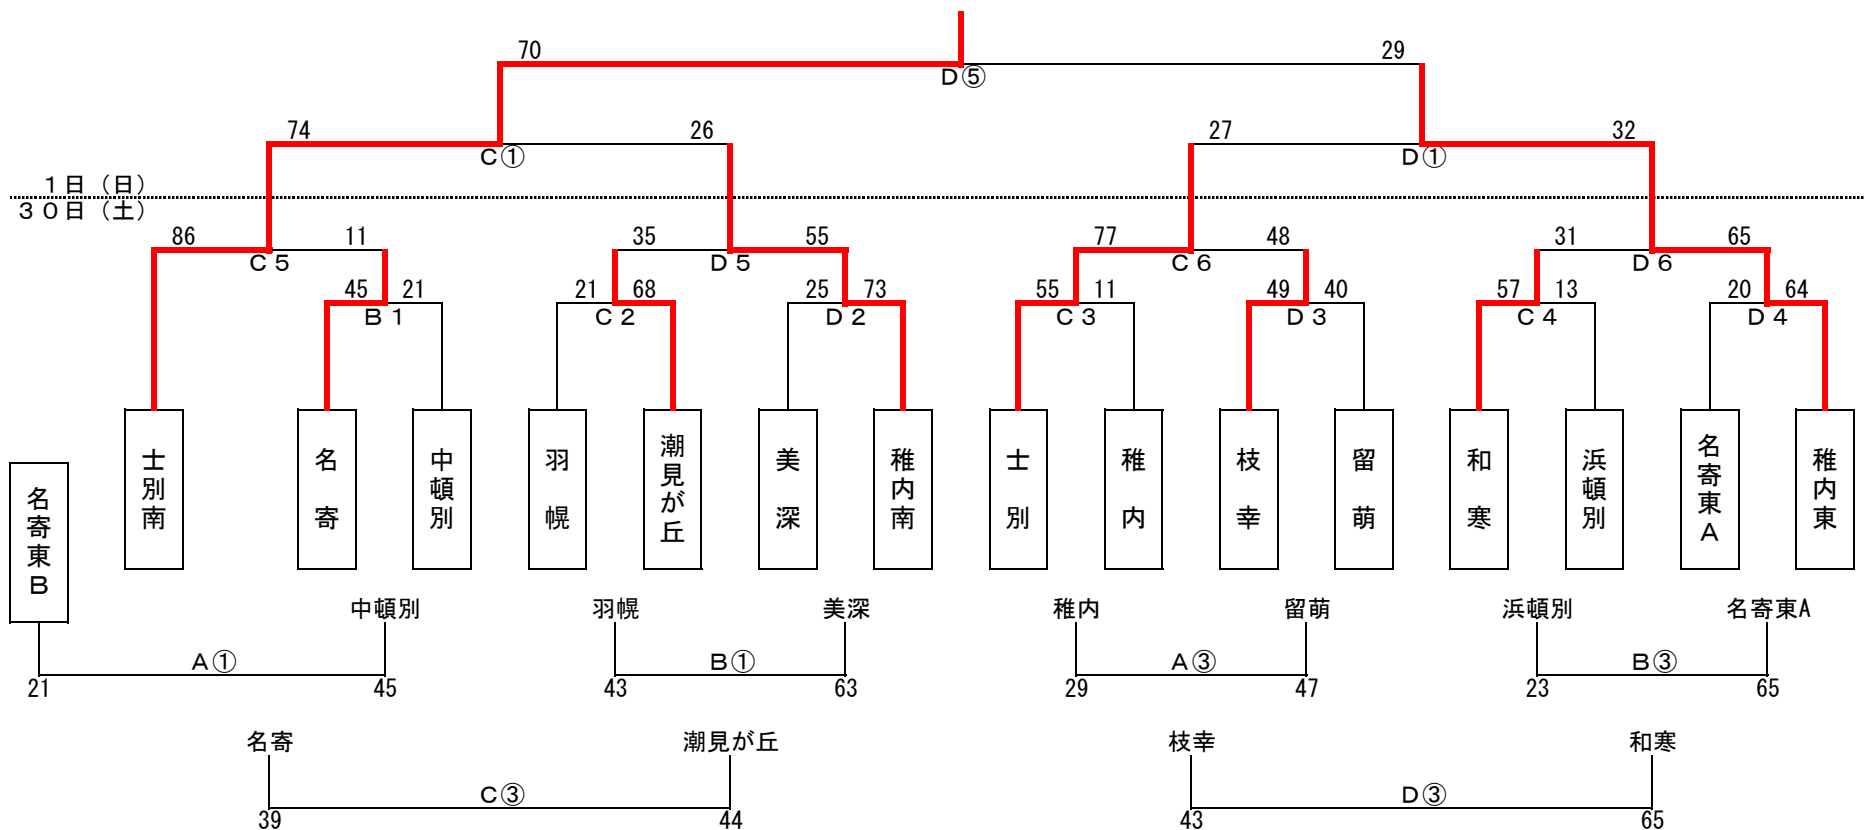 70 29
D⑤
74 26 27 32
C① D①
1日(日)
30日(土)
86 11 35 55 77 48 31 65
C5 D5 C6 D6
45 21 21 68 25 73 55 11 49 40 57 13 20 64
B1 C2 D2 C3 D3 C4 D4
名寄東B
士別南
名寄
中頓別
羽幌
潮見が丘
美深
稚内南
士別
稚内
枝幸
留萌
和寒
浜頓別
名寄東A
稚内東
中頓別 羽幌 美深 稚内 留萌 浜頓別 名寄東A
A① B① A③ B③
21 45 43 63 29 47 23 65
名寄 潮見が丘 枝幸 和寒
C③ D③
39 44 43 65